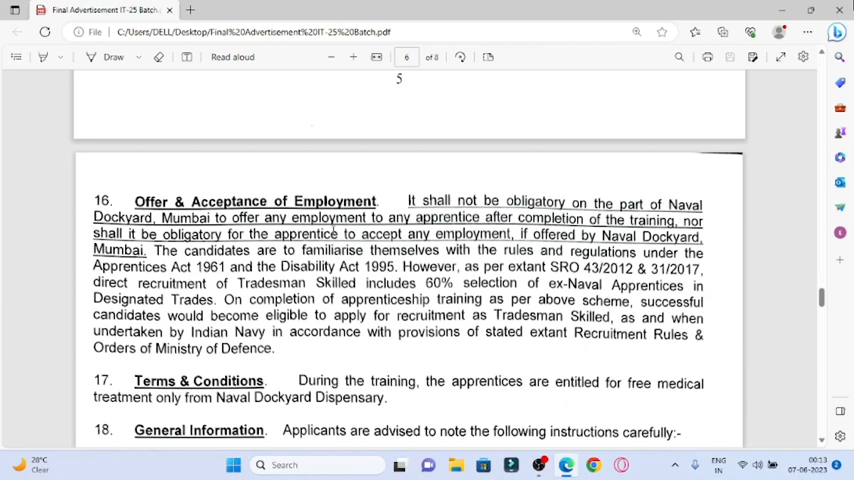 Final Advertisement IT-25 Batch.
File
C:/Users/DELL/Desktop/Final%20Advertisement%20IT-25%20Batch.pdf
Draw
Read aloud
6
of 8
5
16. Offer & Acceptance of Employment. It shall not be obligatory on the part of Naval
Dockyard, Mumbai to offer any employment to any apprentice after completion of the training, nor
shall it be obligatory for the apprentice to accept any employment, if offered by Naval Dockyard,
Mumbai. The candidates are to familiarise themselves with the rules and regulations under the
Apprentices Act 1961 and the Disability Act 1995. However, as per extant SRO 43/2012 & 31/2017,
direct recruitment of Tradesman Skilled includes 60% selection of ex-Naval Apprentices in
Designated Trades. On completion of apprenticeship training as per above scheme, successful
candidates would become eligible to apply for recruitment as Tradesman Skilled, as and when
undertaken by Indian Navy in accordance with provisions of stated extant Recruitment Rules &
Orders of Ministry of Defence.
17. Terms & Conditions. During the training, the apprentices are entitled for free medical
treatment only from Naval Dockyard Dispensary.
18. General Information. Applicants are advised to note the following instructions carefully:-
28°C
Clear
Search
ENG
IN
00:13
07-06-2023